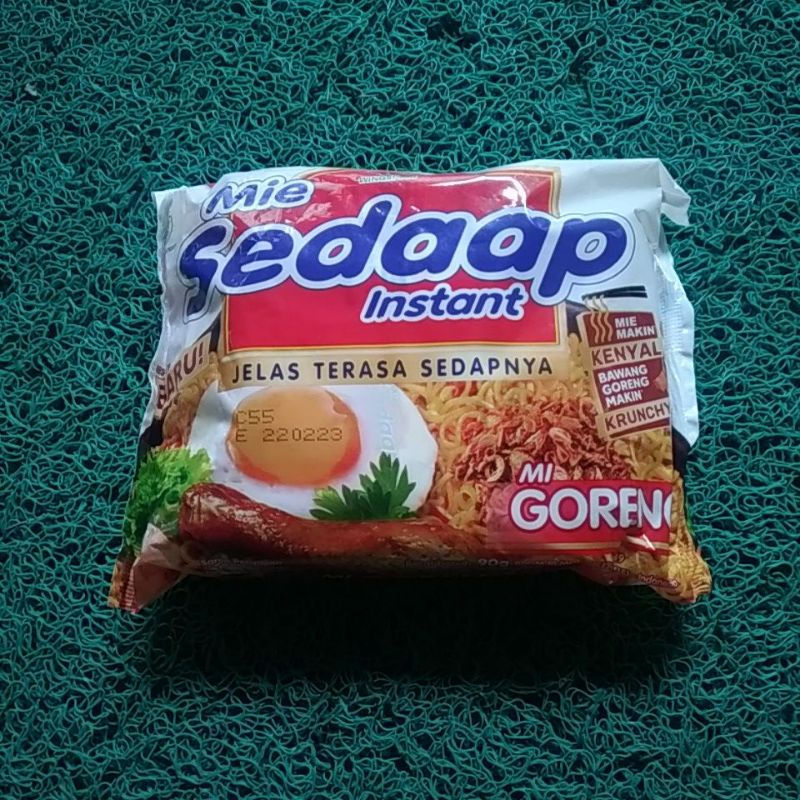 Mie
Sedaap
Instant
JELAS TERASA SEDAPNYA
BARU!
MIE
MAKIN
KENYAL
BAWANG
GORENG
MAKIN'
KRUNCHY
C55
E 220223
MI
GORENG